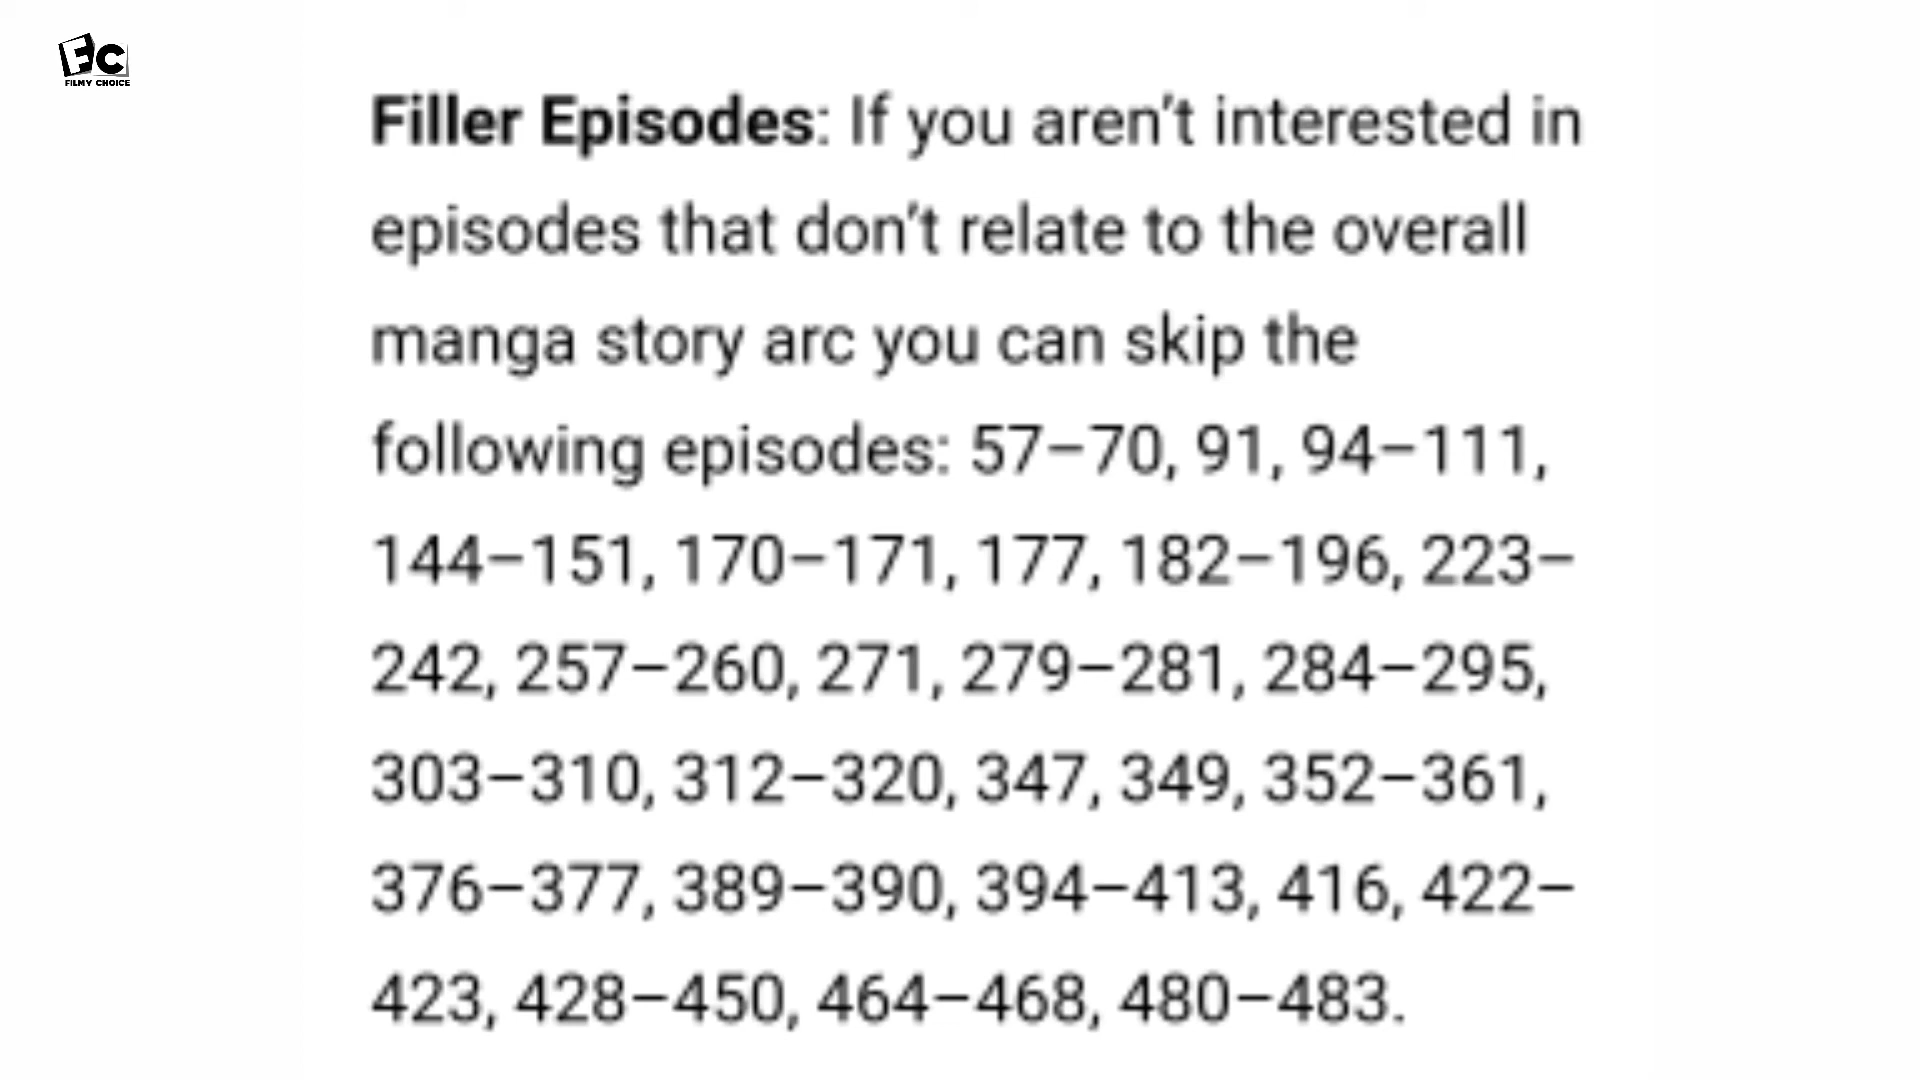 FC
FILMY CHOICE
Filler Episodes: If you aren’t interested in
episodes that don’t relate to the overall
manga story arc you can skip the
following episodes: 57–70, 91, 94–111,
144–151, 170–171, 177, 182–196, 223–
242, 257–260, 271, 279–281, 284–295,
303–310, 312–320, 347, 349, 352–361,
376–377, 389–390, 394–413, 416, 422–
423, 428–450, 464–468, 480–483.